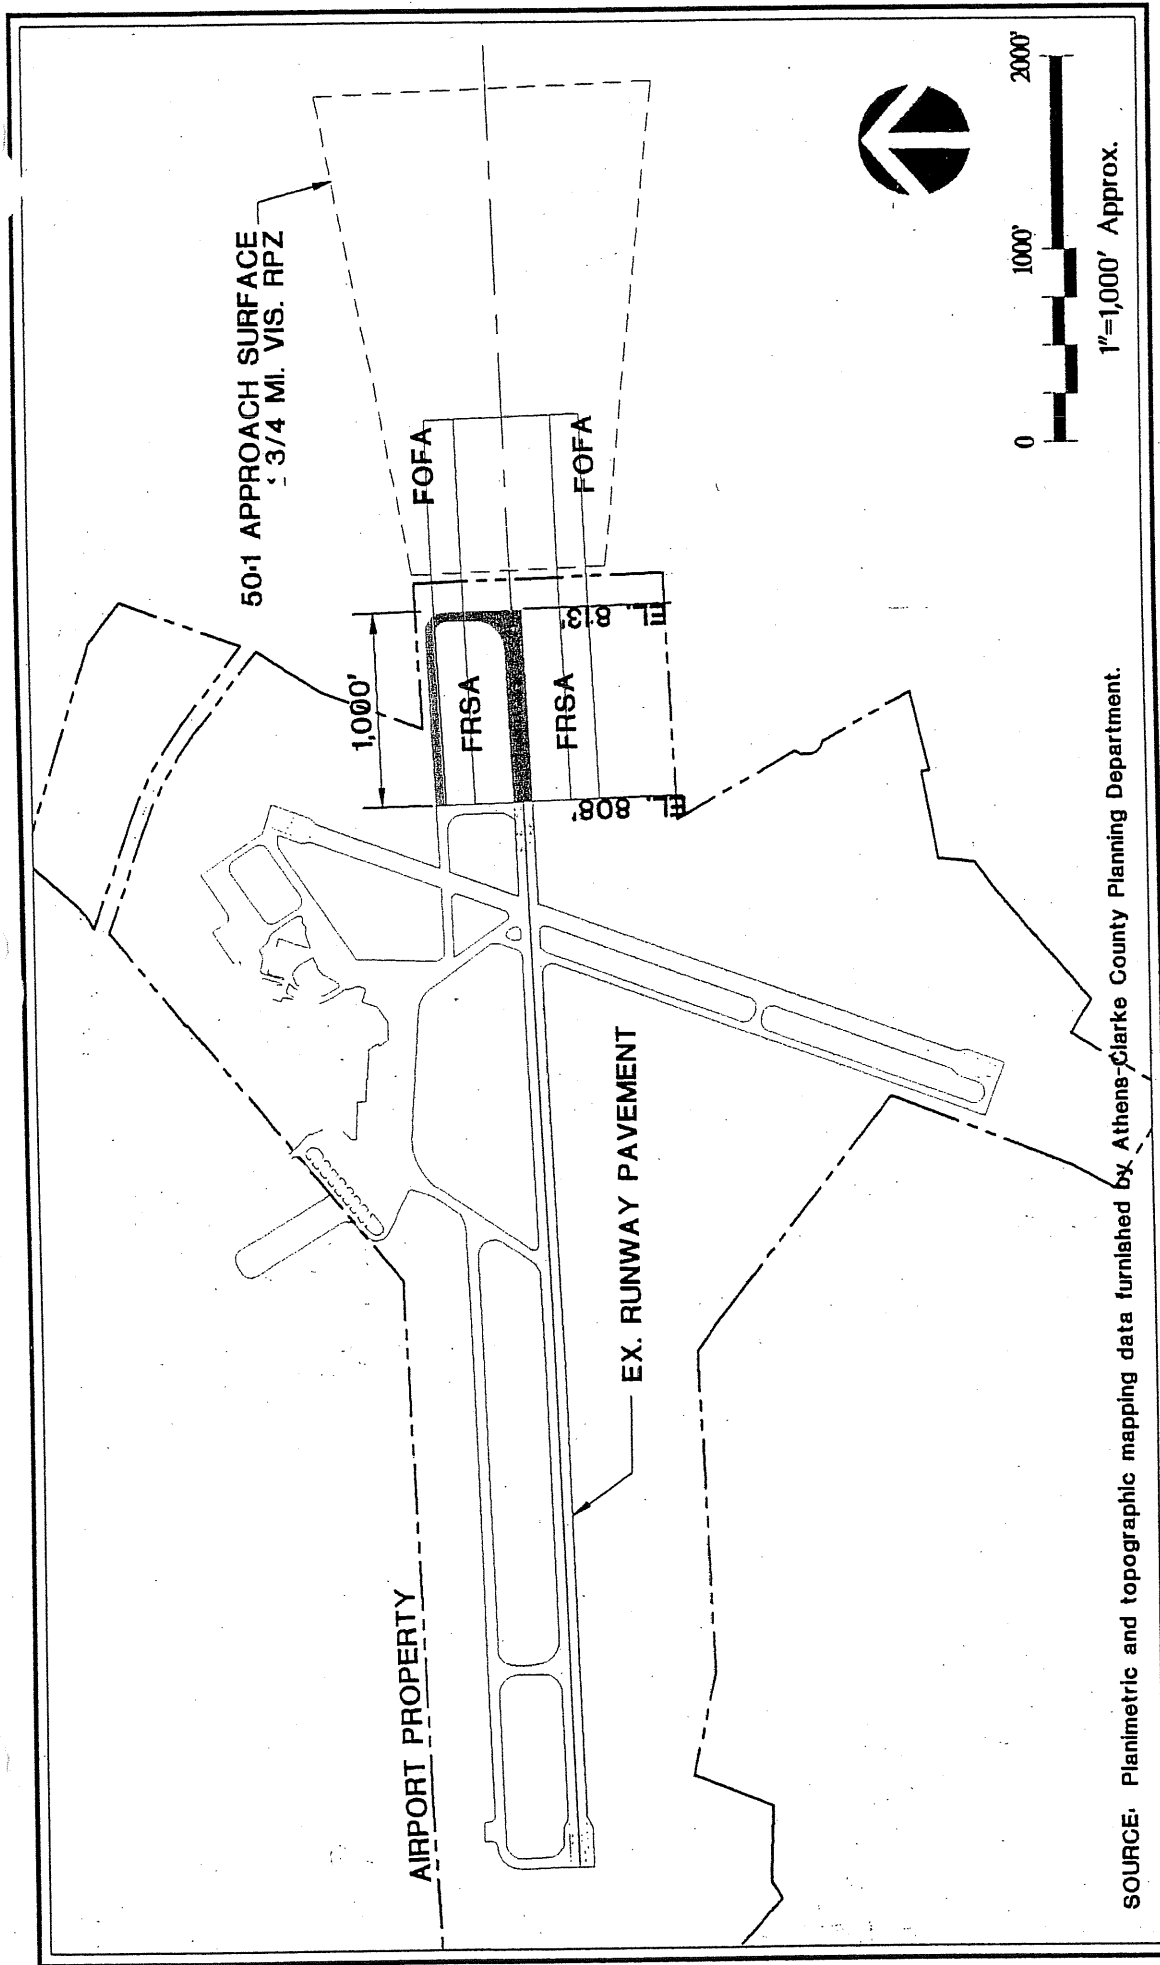 50:1 APPROACH SURFACE
3/4 MI. VIS. RPZ
1,000'
FOFA
FOFA
FRSA
FRSA
EL. 813'
EL. 808'
AIRPORT PROPERTY
EX. RUNWAY PAVEMENT
0 1000' 2000'
1"=1,000' Approx.
SOURCE: Planimetric and topographic mapping data furnished by Athens-Clarke County Planning Department.